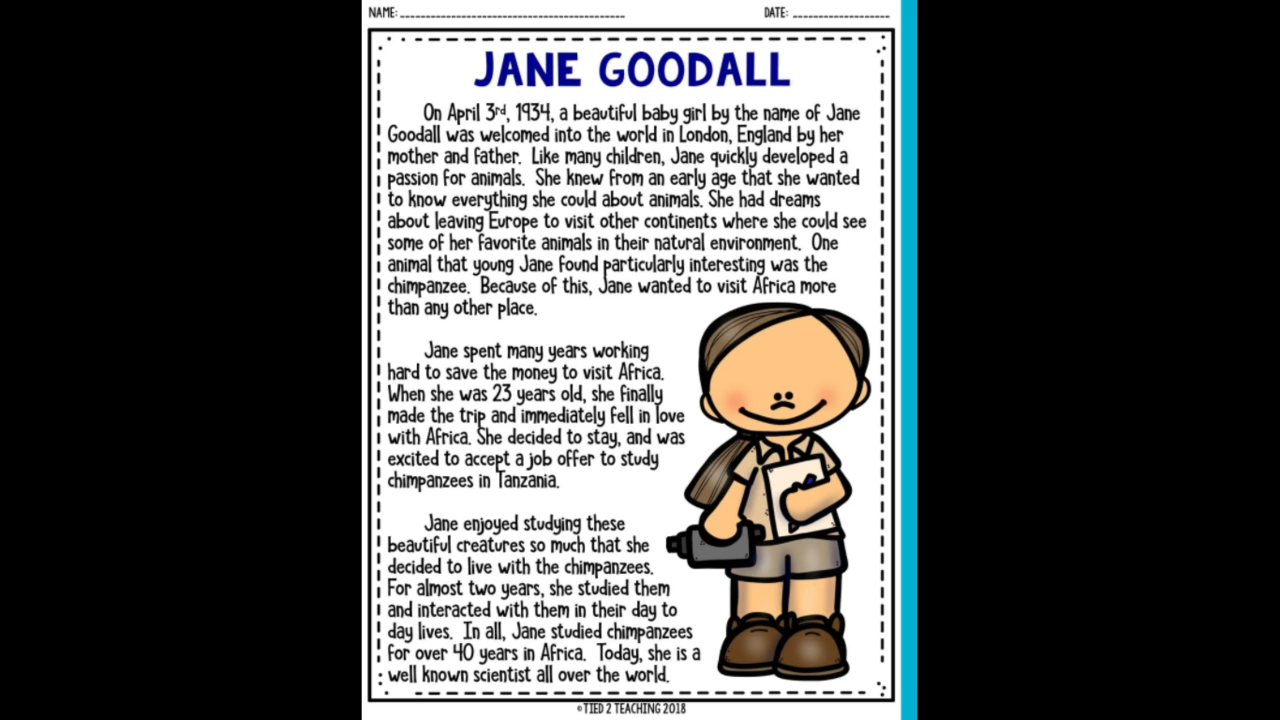 NAME: ___________________________________________ DATE: ___________________
JANE GOODALL
On April 3rd, 1934, a beautiful baby girl by the name of Jane
Goodall was welcomed into the world in London, England by her
mother and father. Like many children, Jane quickly developed a
passion for animals. She knew from an early age that she wanted
to know everything she could about animals. She had dreams
about leaving Europe to visit other continents where she could see
some of her favorite animals in their natural environment. One
animal that young Jane found particularly interesting was the
chimpanzee. Because of this, Jane wanted to visit Africa more
than any other place.
Jane spent many years working
hard to save the money to visit Africa.
When she was 23 years old, she finally
made the trip and immediately fell in love
with Africa. She decided to stay, and was
excited to accept a job offer to study
chimpanzees in Tanzania.
Jane enjoyed studying these
beautiful creatures so much that she
decided to live with the chimpanzees.
For almost two years, she studied them
and interacted with them in their day to
day lives. In all, Jane studied chimpanzees
for over 40 years in Africa. Today, she is a
well known scientist all over the world.
©TIED 2 TEACHING 2018